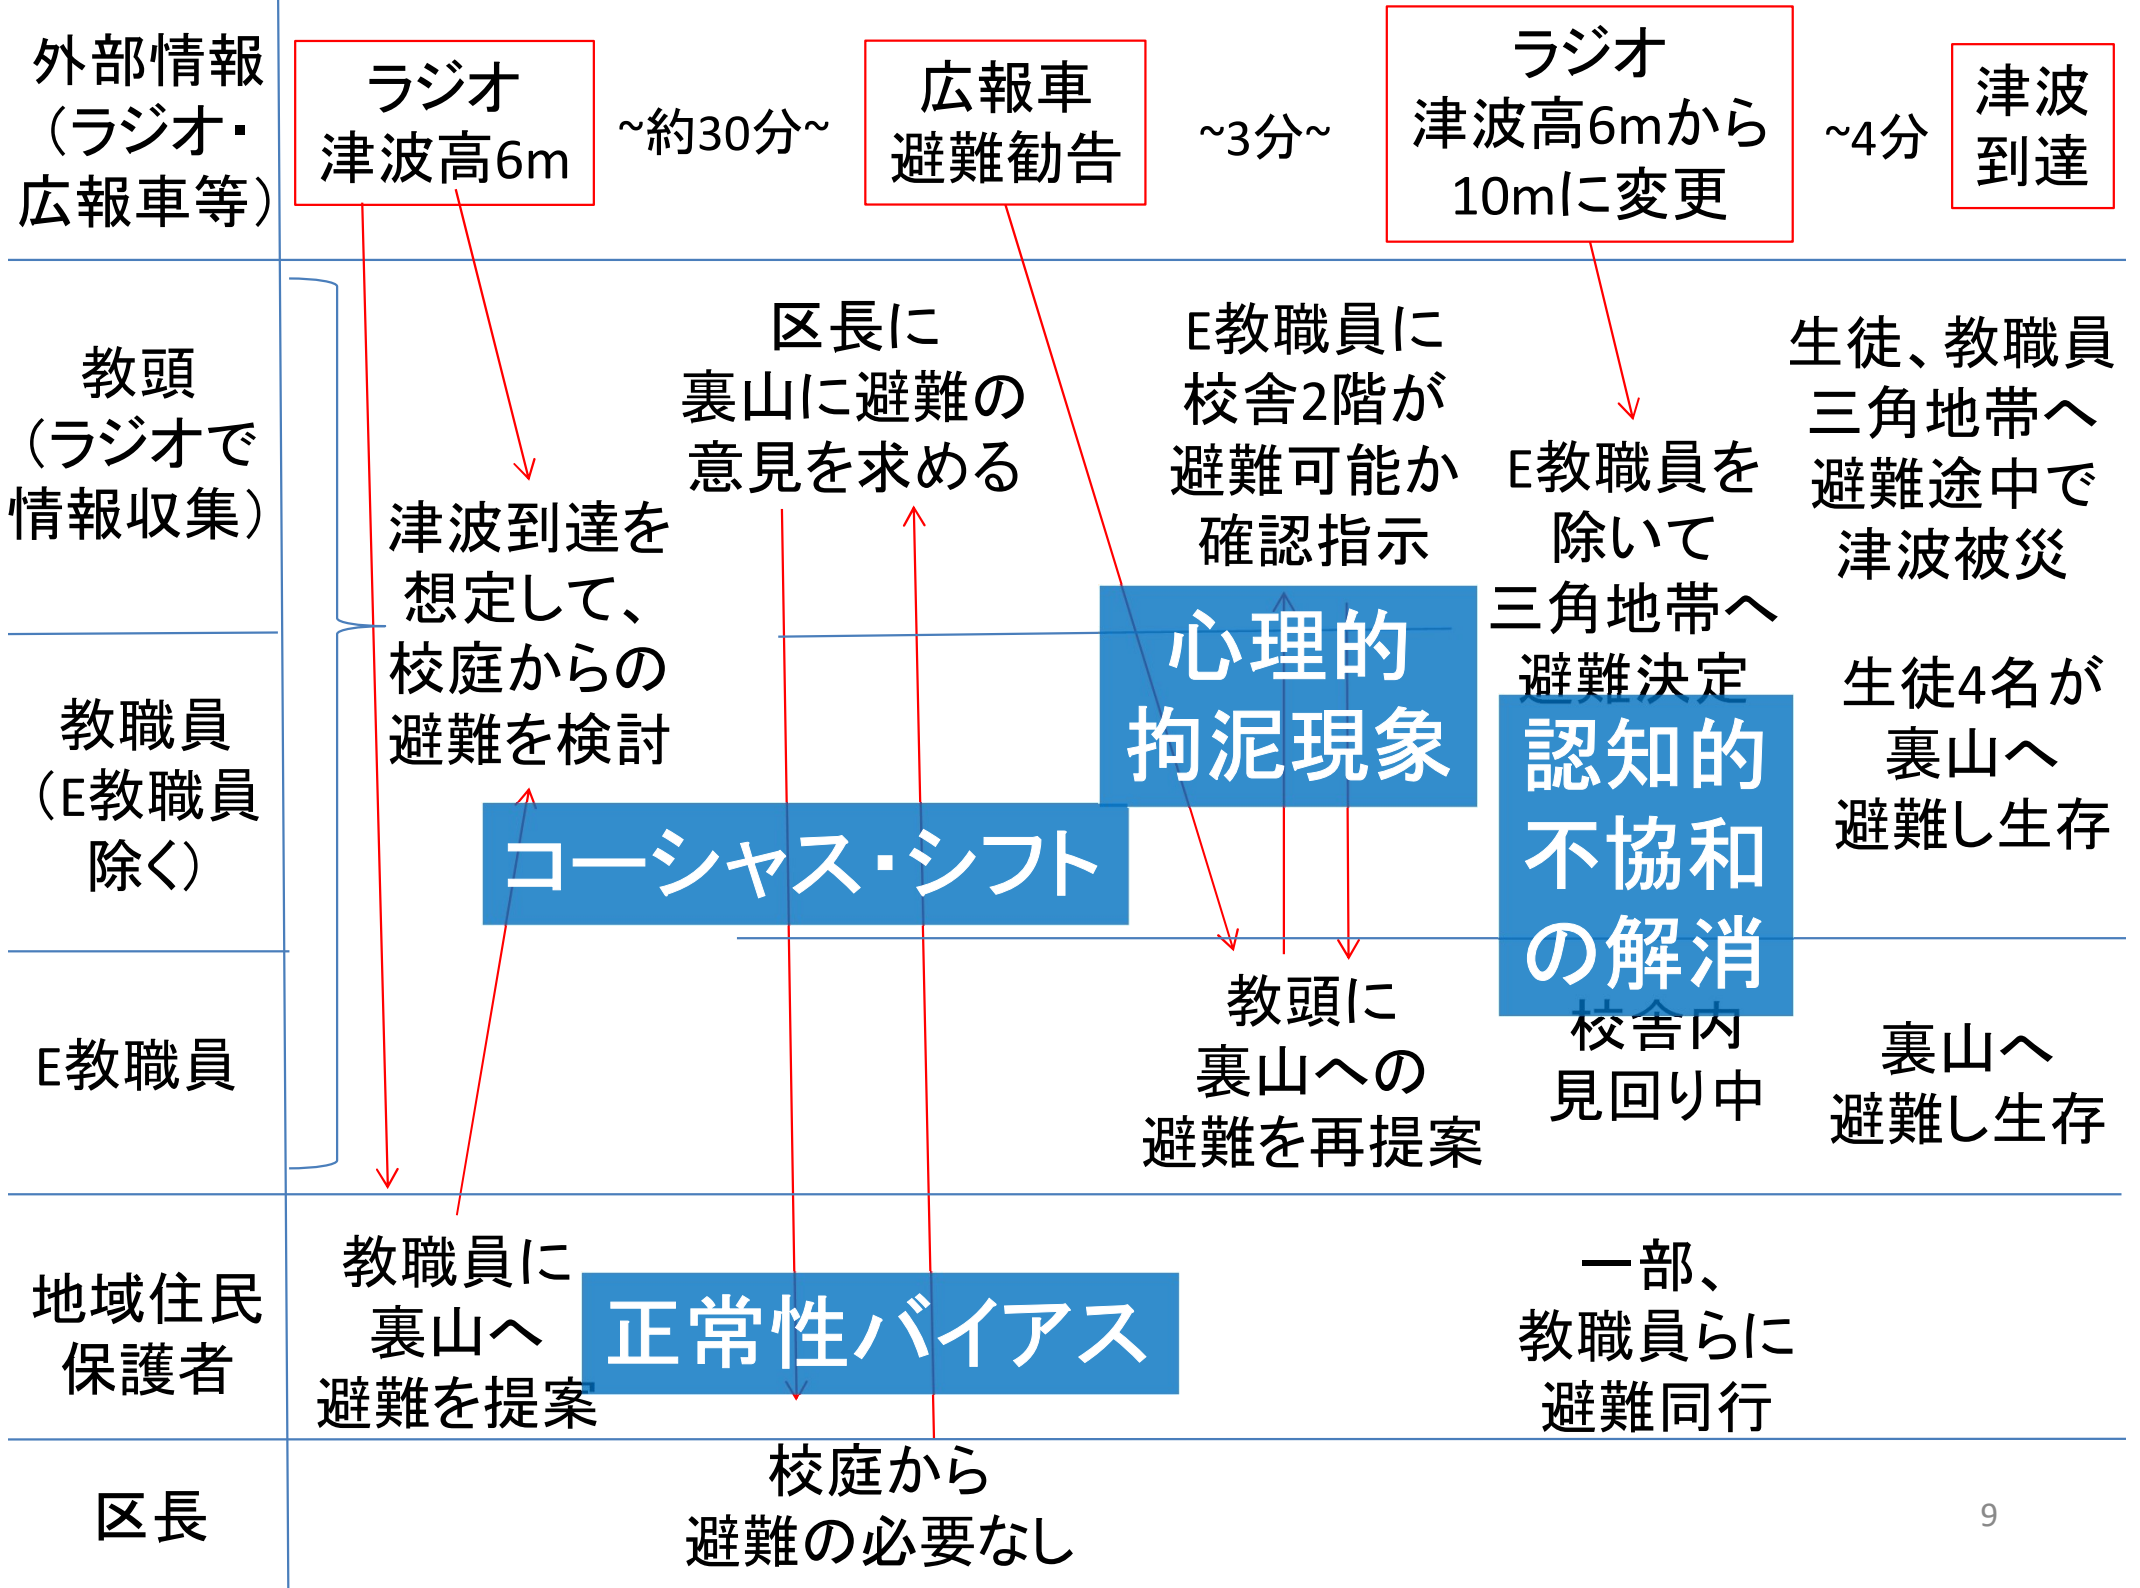 外部情報
（ラジオ・
広報車等）
ラジオ
津波高6m
~約30分~
広報車
避難勧告
~3分~
ラジオ
津波高6mから
10mに変更
~4分
津波
到達
教頭
（ラジオで
情報収集）
津波到達を
想定して、
校庭からの
避難を検討
区長に
裏山に避難の
意見を求める
E教職員に
校舎2階が
避難可能か
確認指示
E教職員を
除いて
三角地帯へ
避難決定
生徒、教職員
三角地帯へ
避難途中で
津波被災
生徒4名が
裏山へ
避難し生存
教職員
（E教職員
除く）
心理的
拘泥現象
コーシャス・シフト
認知的
不協和
の解消
E教職員
教頭に
裏山への
避難を再提案
校舎内
見回り中
裏山へ
避難し生存
地域住民
保護者
教職員に
裏山へ
避難を提案
正常性バイアス
一部、
教職員らに
避難同行
区長
校庭から
避難の必要なし
9